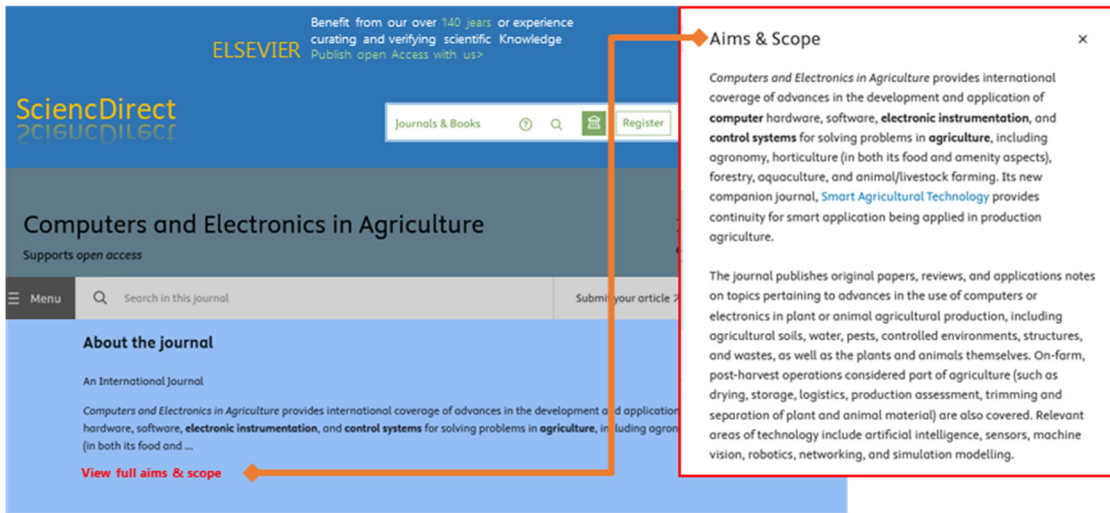 Benefit from our over 140 jears or experience
curating and verifying scientific Knowledge
ELSEVIER
Publish open Access with us>
SciencDirect
Journals & Books
Register
Computers and Electronics in Agriculture
Supports open access
Menu
Search in this journal
Submit your article
About the journal
An International Journal
Computers and Electronics in Agriculture provides international coverage of advances in the development and application
hardware, software, electronic instrumentation, and control systems for solving problems in agriculture, including
(in both its food and ...
View full aims & scope
Aims & Scope
Computers and Electronics in Agriculture provides international
coverage of advances in the development and application of
computer hardware, software, electronic instrumentation, and
control systems for solving problems in agriculture, including
agronomy, horticulture (in both its food and amenity aspects),
forestry, aquaculture, and animal/livestock farming. Its new
companion journal, Smart Agricultural Technology provides
continuity for smart application being applied in production
agriculture.
The journal publishes original papers, reviews, and applications notes
on topics pertaining to advances in the use of computers or
electronics in plant or animal agricultural production, including
agricultural soils, water, pests, controlled environments, structures,
and wastes, as well as the plants and animals themselves. On-farm,
post-harvest operations considered part of agriculture (such as
drying, storage, logistics, production assessment, trimming and
separation of plant and animal material) are also covered. Relevant
areas of technology include artificial intelligence, sensors, machine
vision, robotics, networking, and simulation modelling.